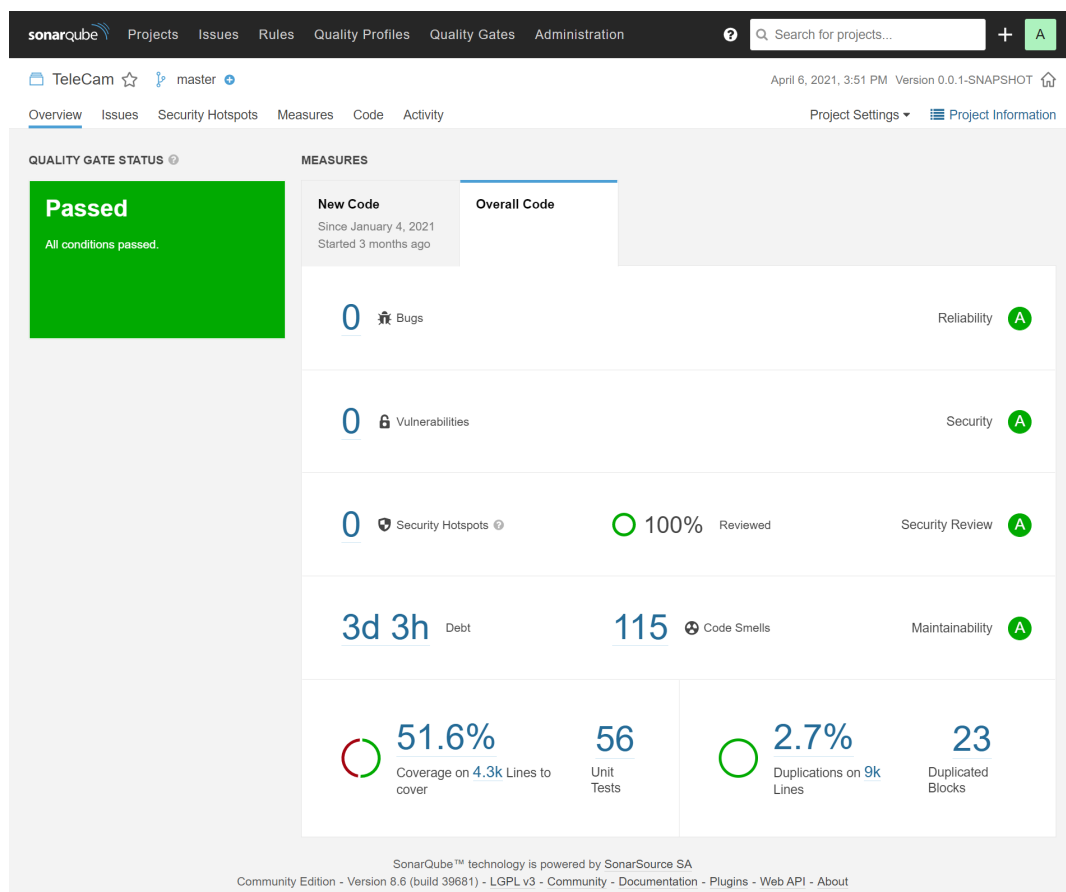 sonarqube Projects Issues Rules Quality Profiles Quality Gates Administration ? Search for projects... + A
TeleCam master April 6, 2021, 3:51 PM Version 0.0.1-SNAPSHOT
Overview Issues Security Hotspots Measures Code Activity Project Settings Project Information
QUALITY GATE STATUS ?
Passed
All conditions passed.
MEASURES
New Code
Since January 4, 2021
Started 3 months ago
Overall Code
0 Bugs Reliability A
0 Vulnerabilities Security A
0 Security Hotspots ? 100% Reviewed Security Review A
3d 3h Debt 115 Code Smells Maintainability A
51.6%
Coverage on 4.3k Lines to
cover
56
Unit
Tests
2.7%
Duplications on 9k
Lines
23
Duplicated
Blocks
SonarQube™ technology is powered by SonarSource SA
Community Edition - Version 8.6 (build 39681) - LGPL v3 - Community - Documentation - Plugins - Web API - About